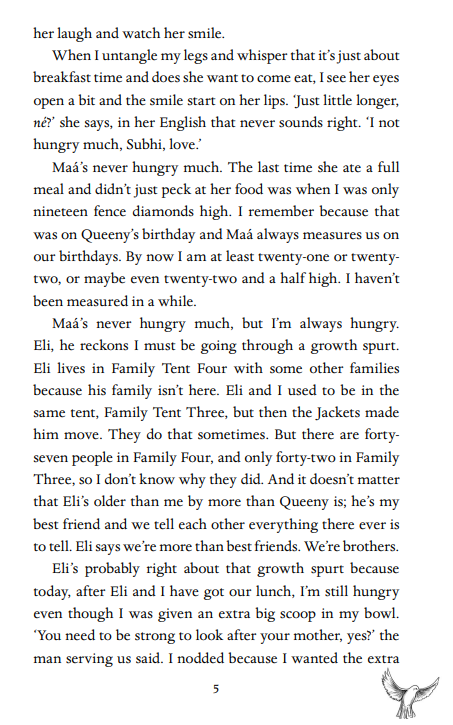 her laugh and watch her smile.
When I untangle my legs and whisper that it's just about
breakfast time and does she want to come eat, I see her eyes
open a bit and the smile start on her lips. 'Just little longer,
né?' she says, in her English that never sounds right. 'I not
hungry much, Subhi, love.'
Maá's never hungry much. The last time she ate a full
meal and didn't just peck at her food was when I was only
nineteen fence diamonds high. I remember because that
was on Queeny's birthday and Maá always measures us on
our birthdays. By now I am at least twenty-one or twenty-
two, or maybe even twenty-two and a half high. I haven't
been measured in a while.
Maá's never hungry much, but I'm always hungry.
Eli, he reckons I must be going through a growth spurt.
Eli lives in Family Tent Four with some other families
because his family isn't here. Eli and I used to be in the
same tent, Family Tent Three, but then the Jackets made
him move. They do that sometimes. But there are forty-
seven people in Family Four, and only forty-two in Family
Three, so I don't know why they did. And it doesn't matter
that Eli's older than me by more than Queeny is; he's my
best friend and we tell each other everything there ever is
to tell. Eli says we're more than best friends. We're brothers.
Eli's probably right about that growth spurt because
today, after Eli and I have got our lunch, I'm still hungry
even though I was given an extra big scoop in my bowl.
'You need to be strong to look after your mother, yes?' the
man serving us said. I nodded because I wanted the extra
5